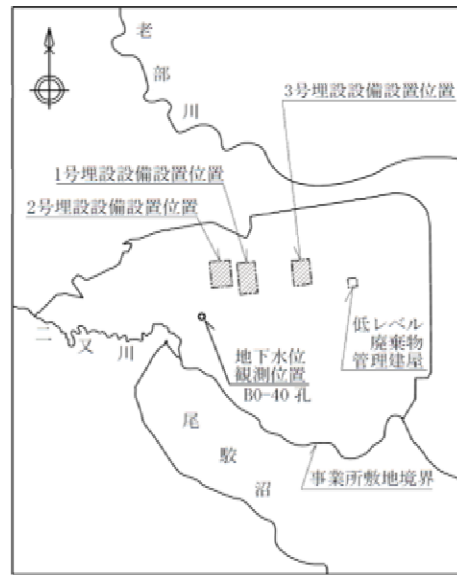 老部川
3号埋設設備設置位置
1号埋設設備設置位置
2号埋設設備設置位置
低レベル
廃棄物
管理建屋
二又川
地下水位
観測位置
B0-40 孔
尾駮沼
事業所敷地境界